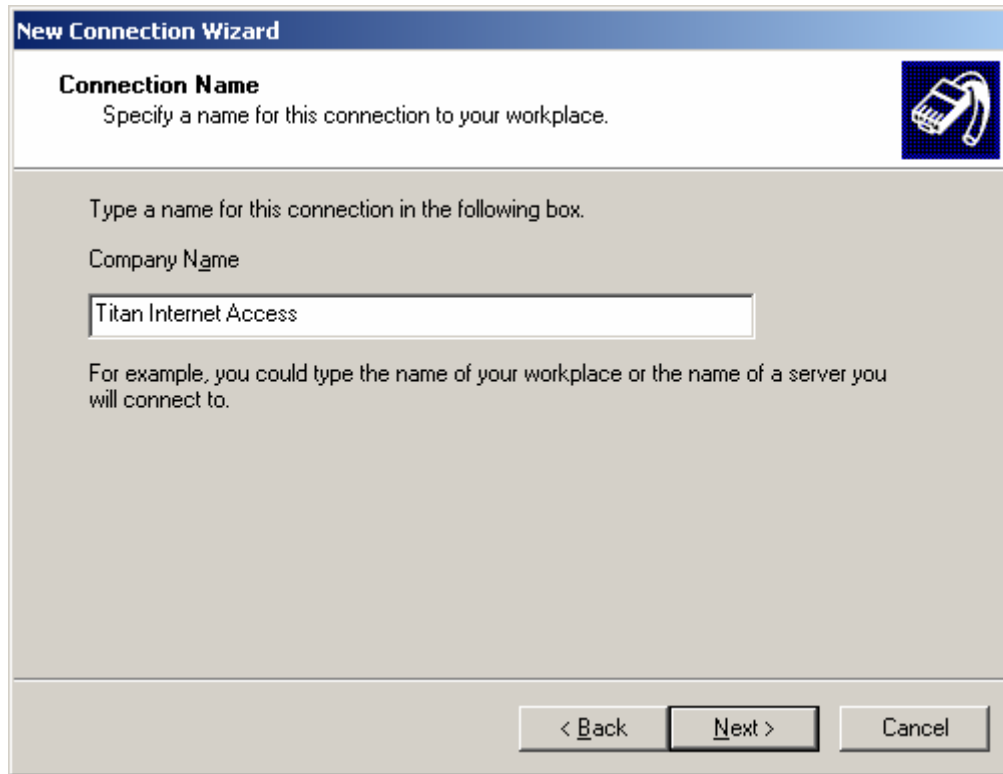 New Connection Wizard
Connection Name
Specify a name for this connection to your workplace.
Type a name for this connection in the following box.
Company Name
Titan Internet Access
For example, you could type the name of your workplace or the name of a server you
will connect to.
< Back Next > Cancel